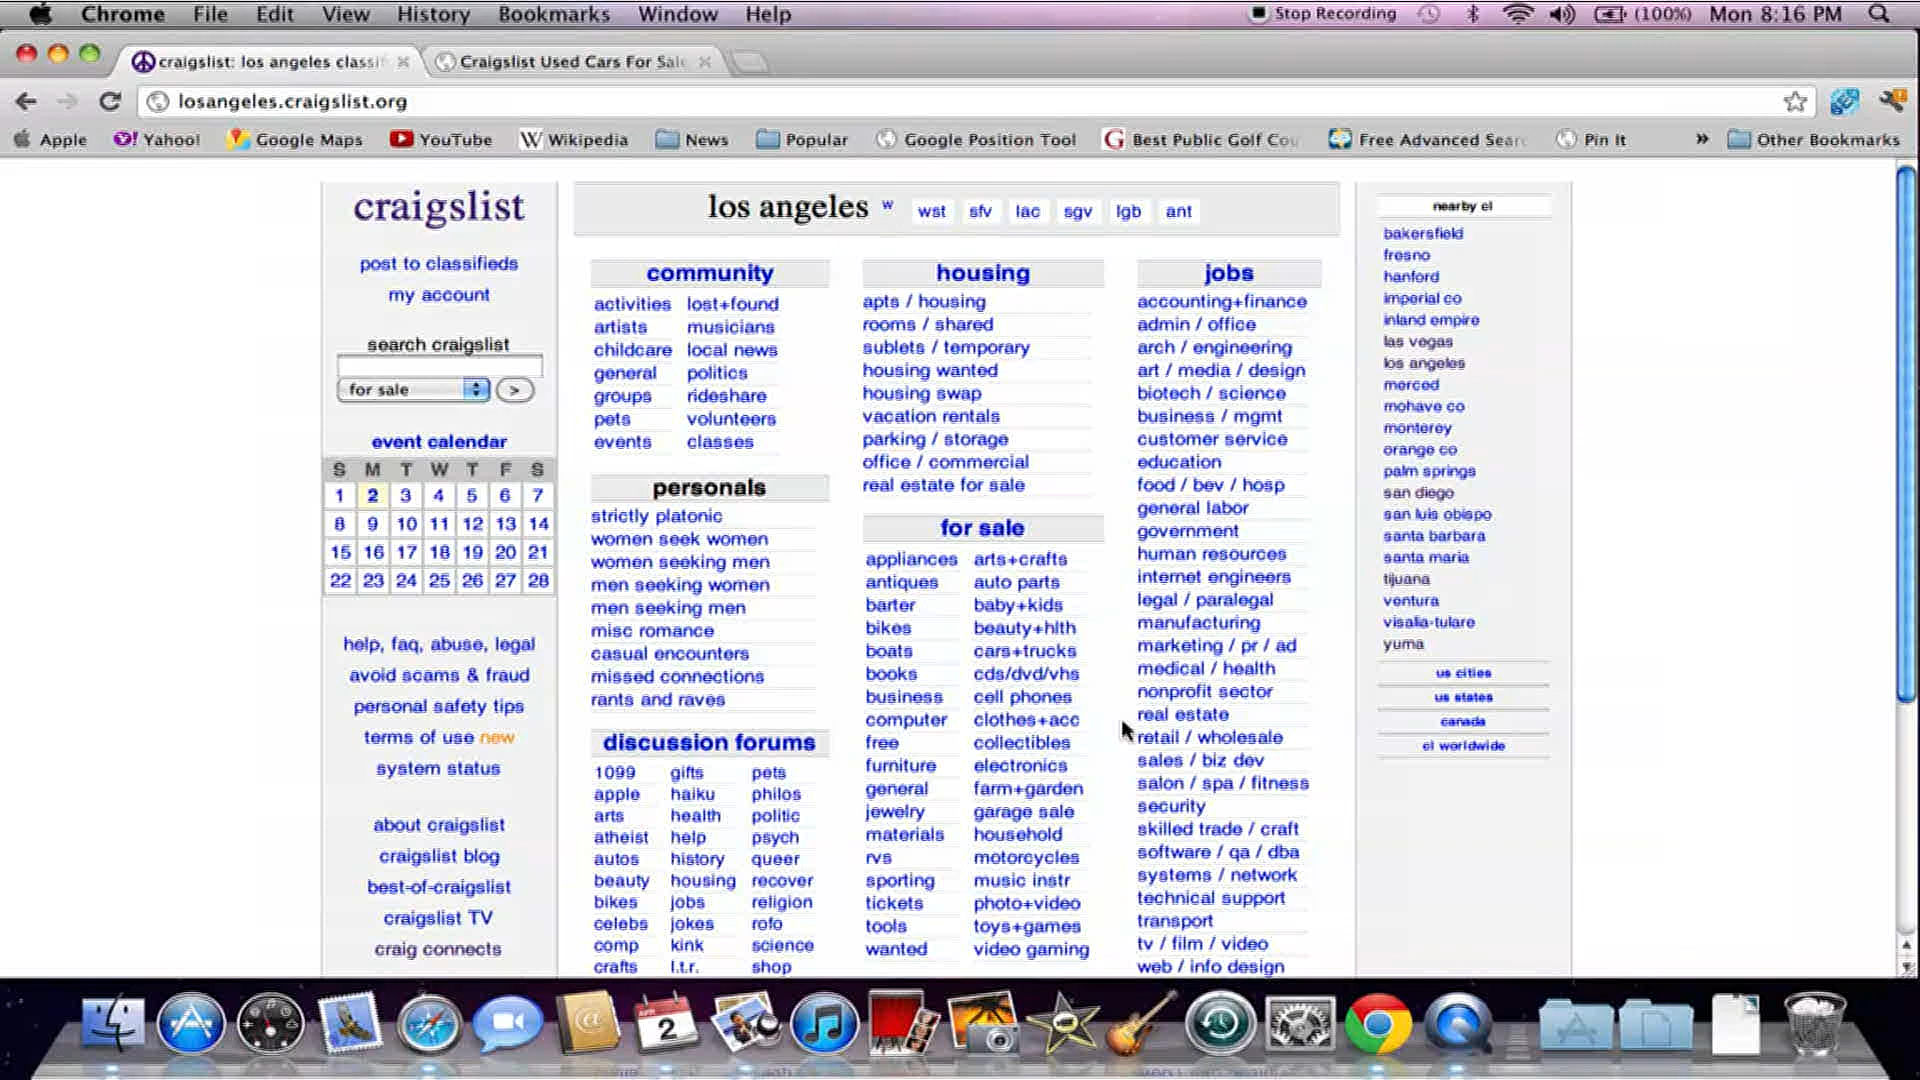 Chrome File Edit View History Bookmarks Window Help Stop Recording (100%) Mon 8:16 PM
craigslist: los angeles classi
Craigslist Used Cars For Sale
losangeles.craigslist.org
Apple Yahoo! Google Maps YouTube Wikipedia News Popular Google Position Tool Best Public Golf Cou Free Advanced Sear Pin It » Other Bookmarks
craigslist
post to classifieds
my account
search craigslist
for sale >
event calendar
S M T W T F S
1 2 3 4 5 6 7
8 9 10 11 12 13 14
15 16 17 18 19 20 21
22 23 24 25 26 27 28
help, faq, abuse, legal
avoid scams & fraud
personal safety tips
terms of use new
system status
about craigslist
craigslist blog
best-of-craigslist
craigslist TV
craig connects
los angeles w wst sfv lac sgv lgb ant
community
activities lost+found
artists musicians
childcare local news
general politics
groups rideshare
pets volunteers
events classes
personals
strictly platonic
women seek women
women seeking men
men seeking women
men seeking men
misc romance
casual encounters
missed connections
rants and raves
discussion forums
1099 gifts pets
apple haiku philos
arts health politic
atheist help psych
autos history queer
beauty housing recover
bikes jobs religion
celebs jokes rofo
comp kink science
crafts l.t.r. shop
housing
apts / housing
rooms / shared
sublets / temporary
housing wanted
housing swap
vacation rentals
parking / storage
office / commercial
real estate for sale
for sale
appliances arts+crafts
antiques auto parts
barter baby+kids
bikes beauty+hlth
boats cars+trucks
books cds/dvd/vhs
business cell phones
computer clothes+acc
free collectibles
furniture electronics
general farm+garden
jewelry garage sale
materials household
rvs motorcycles
sporting music instr
tickets photo+video
tools toys+games
wanted video gaming
jobs
accounting+finance
admin / office
arch / engineering
art / media / design
biotech / science
business / mgmt
customer service
education
food / bev / hosp
general labor
government
human resources
internet engineers
legal / paralegal
manufacturing
marketing / pr / ad
medical / health
nonprofit sector
real estate
retail / wholesale
sales / biz dev
salon / spa / fitness
security
skilled trade / craft
software / qa / dba
systems / network
technical support
transport
tv / film / video
web / info design
nearby cl
bakersfield
fresno
hanford
imperial co
inland empire
las vegas
los angeles
merced
mohave co
monterey
orange co
palm springs
san diego
san luis obispo
santa barbara
santa maria
tijuana
ventura
visalia-tulare
yuma
us cities
us states
canada
cl worldwide
APR
2